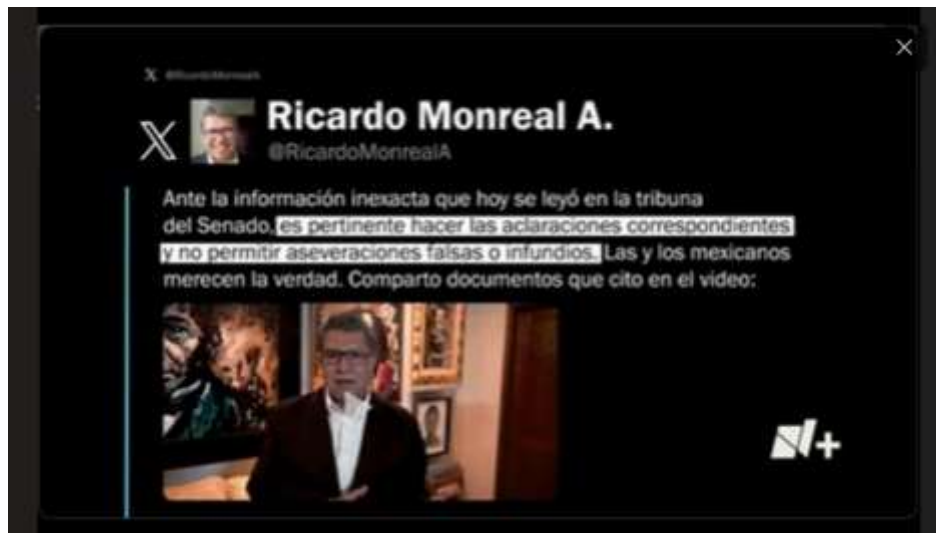 X @RicardoMonrealA
X
Ricardo Monreal A.
@RicardoMonrealA
Ante la información inexacta que hoy se leyó en la tribuna
del Senado, es pertinente hacer las aclaraciones correspondientes
y no permitir aseveraciones falsas o infundios. Las y los mexicanos
merecen la verdad. Comparto documentos que cito en el video:
N+